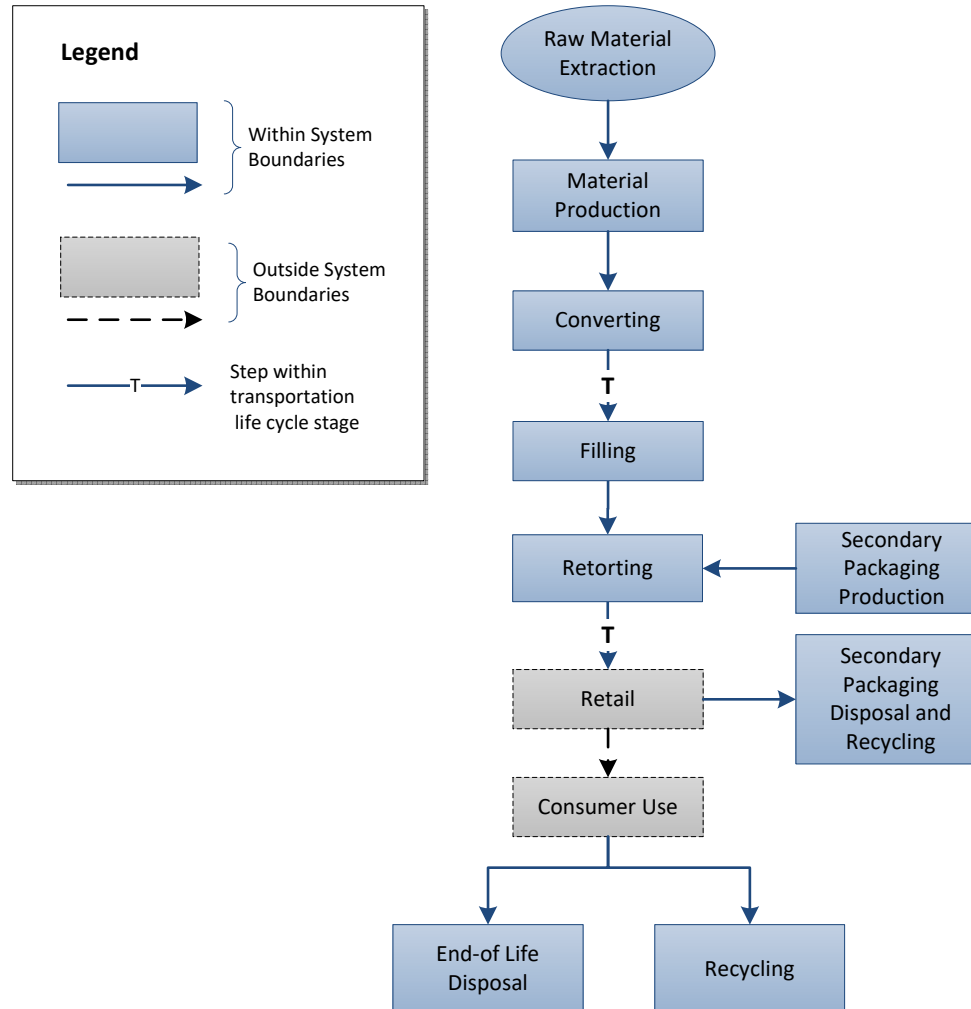 Legend
Within System
Boundaries
Outside System
Boundaries
T
Step within
transportation
life cycle stage
Raw Material
Extraction
Material
Production
Converting
T
Filling
Retorting
Secondary
Packaging
Production
T
Retail
Secondary
Packaging
Disposal and
Recycling
Consumer Use
End-of Life
Disposal
Recycling